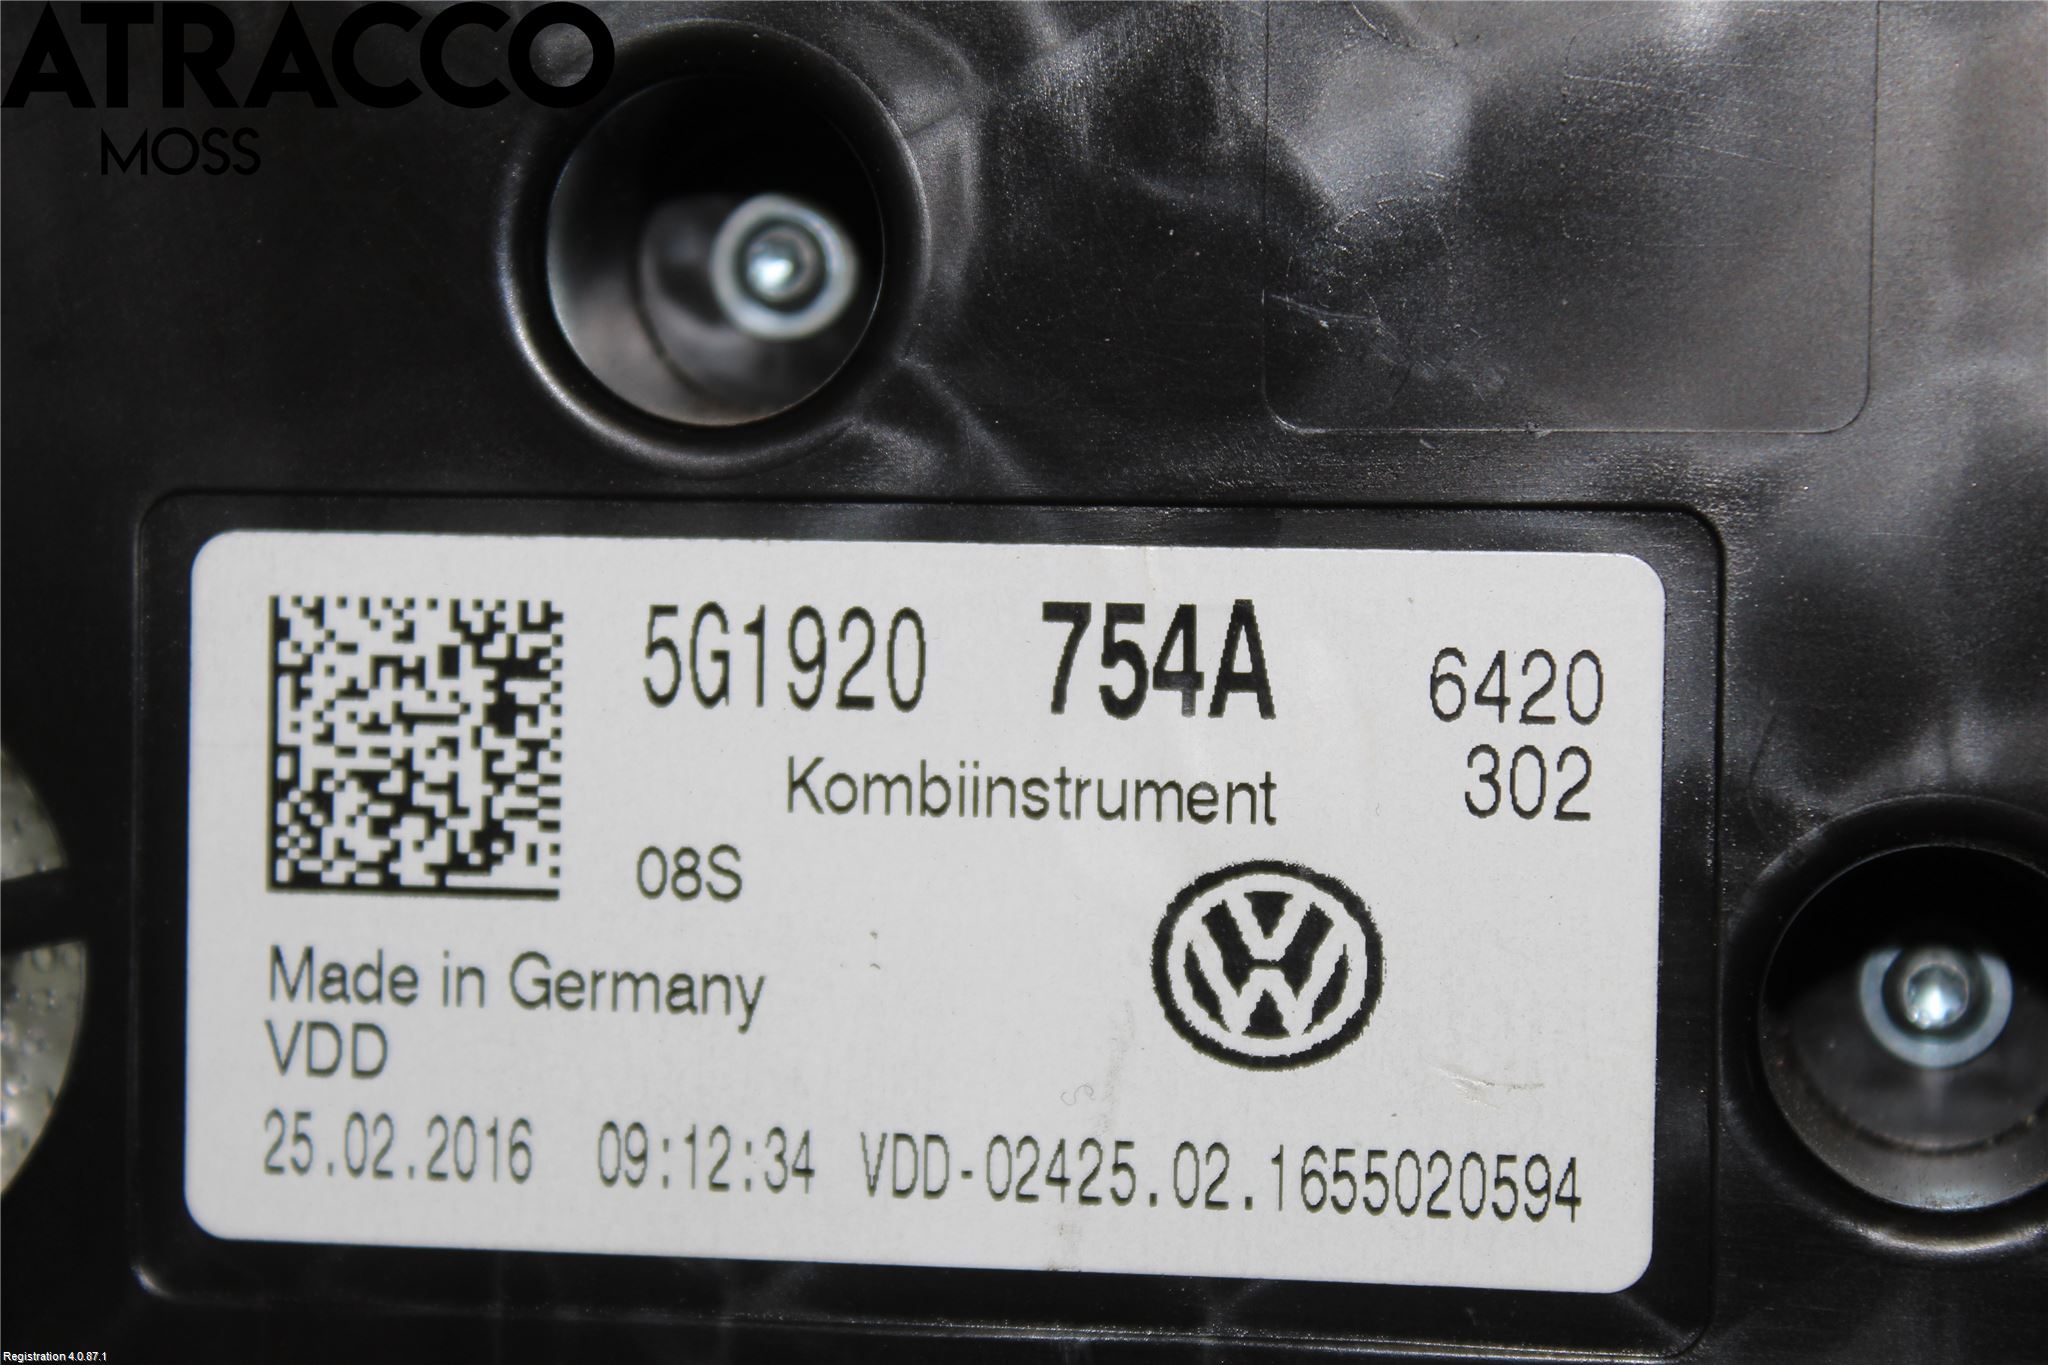 ATRACCO
MOSS
5G1920 754A 6420
Kombiinstrument 302
08S
Made in Germany
VDD
25.02.2016 09:12:34 VDD-02425.02.1655020594
Registration 4.0.87.1